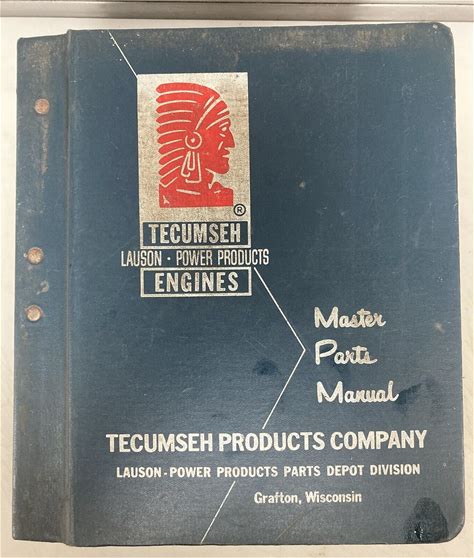 ®
TECUMSEH
LAUSON · POWER PRODUCTS
ENGINES
Master
Parts
Manual
TECUMSEH PRODUCTS COMPANY
LAUSON-POWER PRODUCTS PARTS DEPOT DIVISION
Grafton, Wisconsin